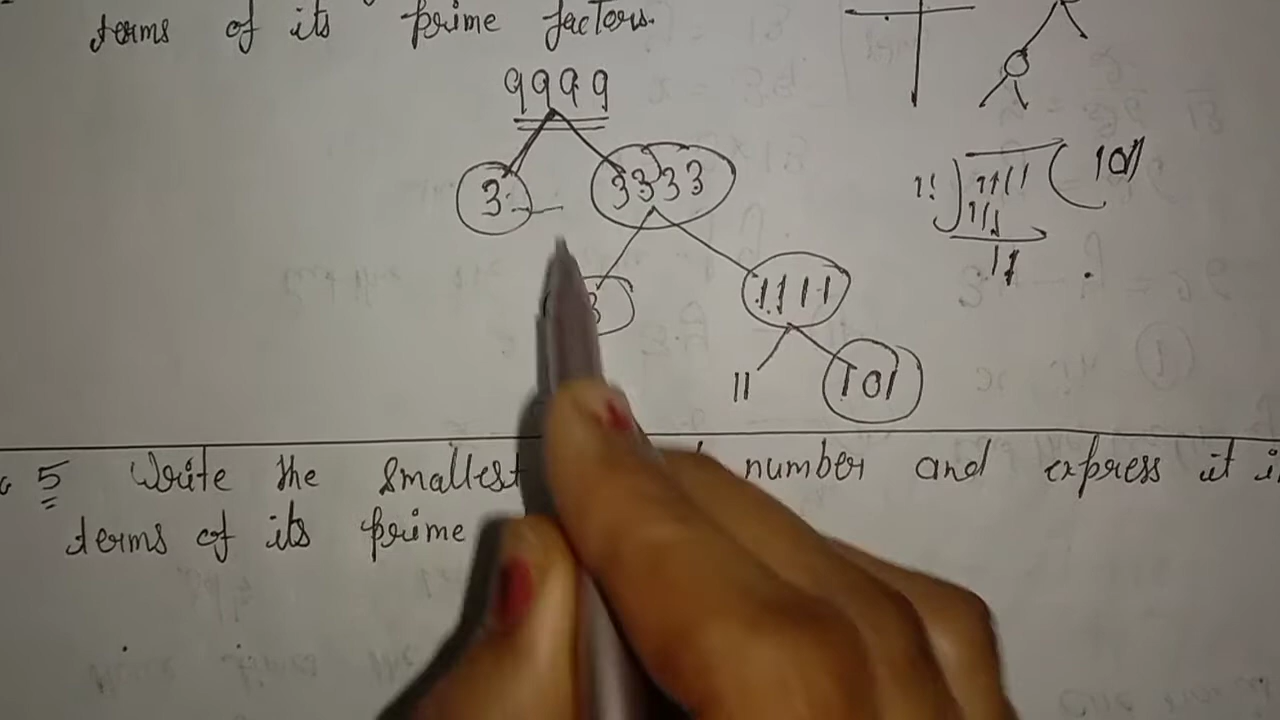 terms of its prime factors.
9999
3 3333
3 1111
11 101
11 1111 101
11
11
5 Write the smallest number and express it in
terms of its prime